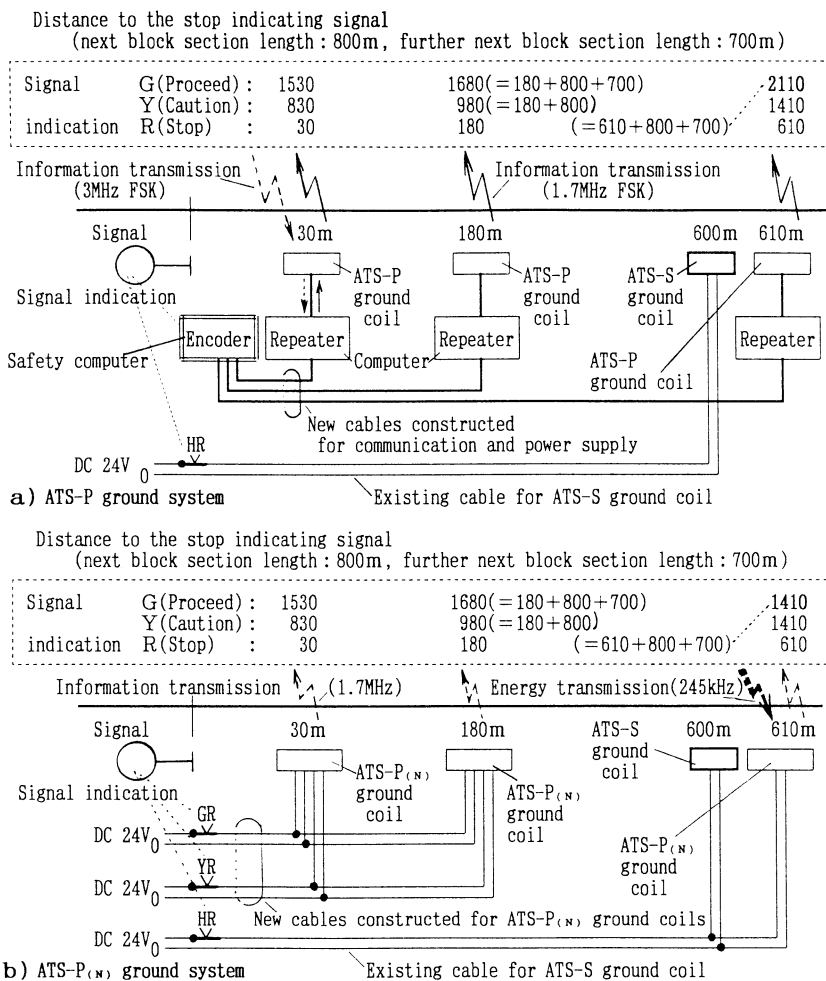 Distance to the stop indicating signal
(next block section length : 800m, further next block section length : 700m)
Signal G(Proceed) : 1530 1680(=180+800+700) 2110
Y(Caution) : 830 980(=180+800) 1410
indication R(Stop) : 30 180 (=610+800+700) 610
Information transmission (3MHz FSK)
Information transmission (1.7MHz FSK)
Signal 30m 180m 600m 610m
ATS-P ground coil
ATS-P ground coil
ATS-S ground coil
Signal indication
Encoder Repeater Repeater Repeater
Safety computer
Computer
ATS-P ground coil
New cables constructed
for communication and power supply
HR
DC 24V
0
a) ATS-P ground system
Existing cable for ATS-S ground coil
Distance to the stop indicating signal
(next block section length : 800m, further next block section length : 700m)
Signal G(Proceed) : 1530 1680(=180+800+700) 1410
Y(Caution) : 830 980(=180+800) 1410
indication R(Stop) : 30 180 (=610+800+700) 610
Information transmission (1.7MHz) Energy transmission(245kHz)
Signal 30m 180m ATS-S ground coil 600m 610m
Signal indication
ATS-P(N) ground coil
ATS-P(N) ground coil
ATS-P(N) ground coil
GR
DC 24V
0
YR
DC 24V
0
New cables constructed for ATS-P(N) ground coils
HR
DC 24V
0
b) ATS-P(N) ground system
Existing cable for ATS-S ground coil